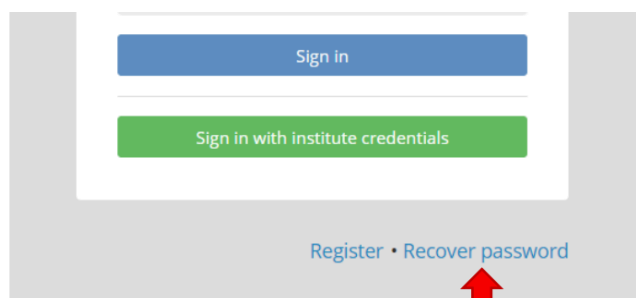 Sign in
Sign in with institute credentials
Register • Recover password